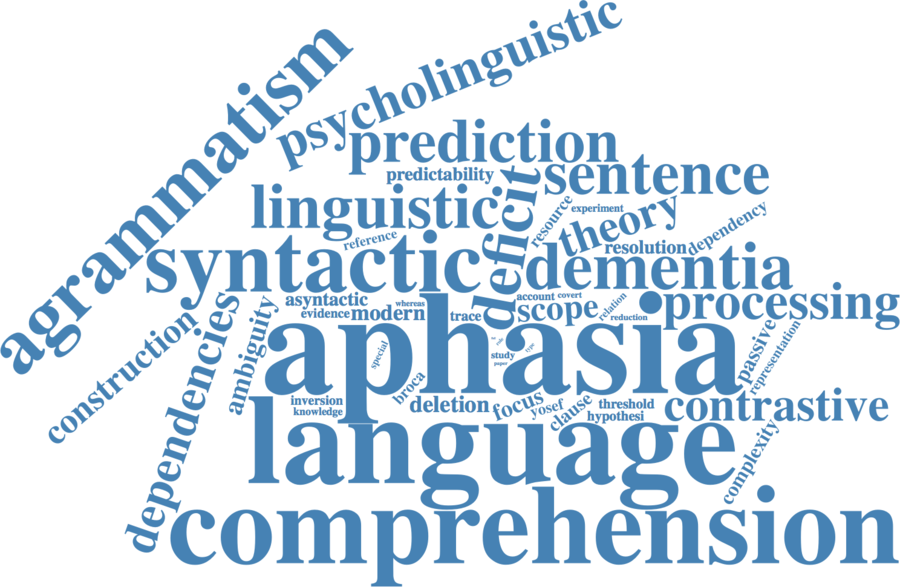 agrammatism
psycholinguistic
prediction
predictability
sentence
linguistic
deficit
resource
experiment
theory
resolution
dependency
reference
syntactic
dementia
asyntactic
whereas
evidence
modern
trace
account
covert
scope
relation
reduction
processing
construction
dependencies
ambiguity
aphasia
special
study
paper
type
passive
representation
broca
inversion
knowledge
deletion
focus
yosef
clause
threshold
hypothesi
contrastive
language
complexity
comprehension